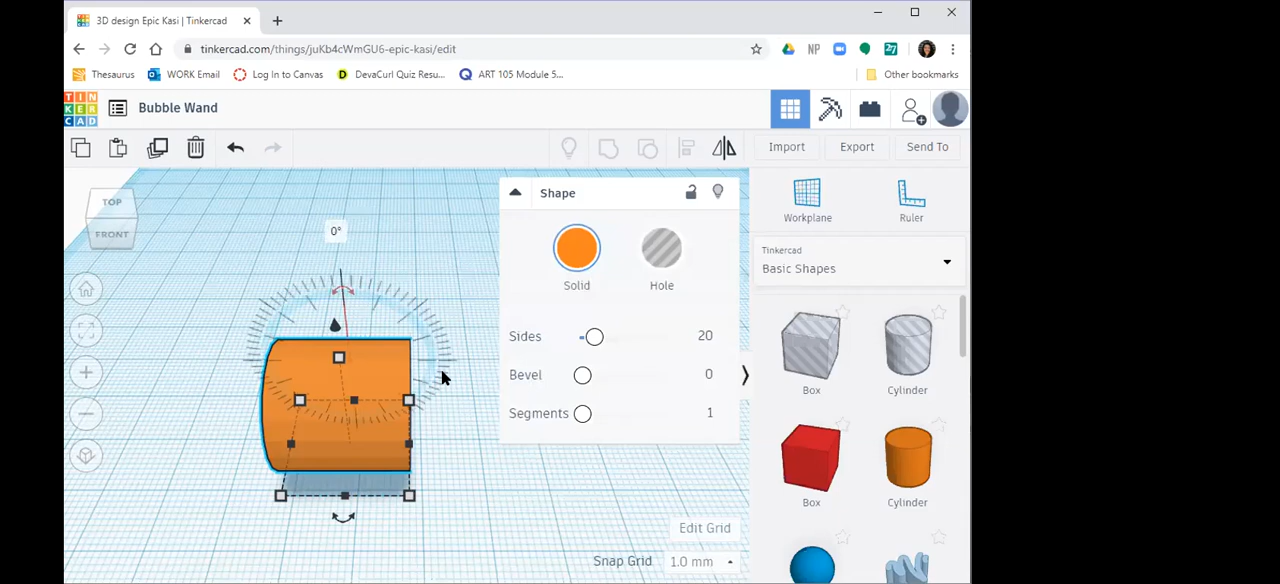 3D design Epic Kasi | Tinkercad
tinkercad.com/things/juKb4cWmGU6-epic-kasi/edit
NP
27
Thesaurus
WORK Email
Log In to Canvas
D
DevaCurl Quiz Resu...
Q
ART 105 Module 5...
Other bookmarks
TIN
KER
CAD
Bubble Wand
Import
Export
Send To
TOP
FRONT
0°
Shape
Solid
Hole
Sides
20
Bevel
0
Segments
1
Workplane
Ruler
Tinkercad
Basic Shapes
Box
Cylinder
Box
Cylinder
Edit Grid
Snap Grid
1.0 mm